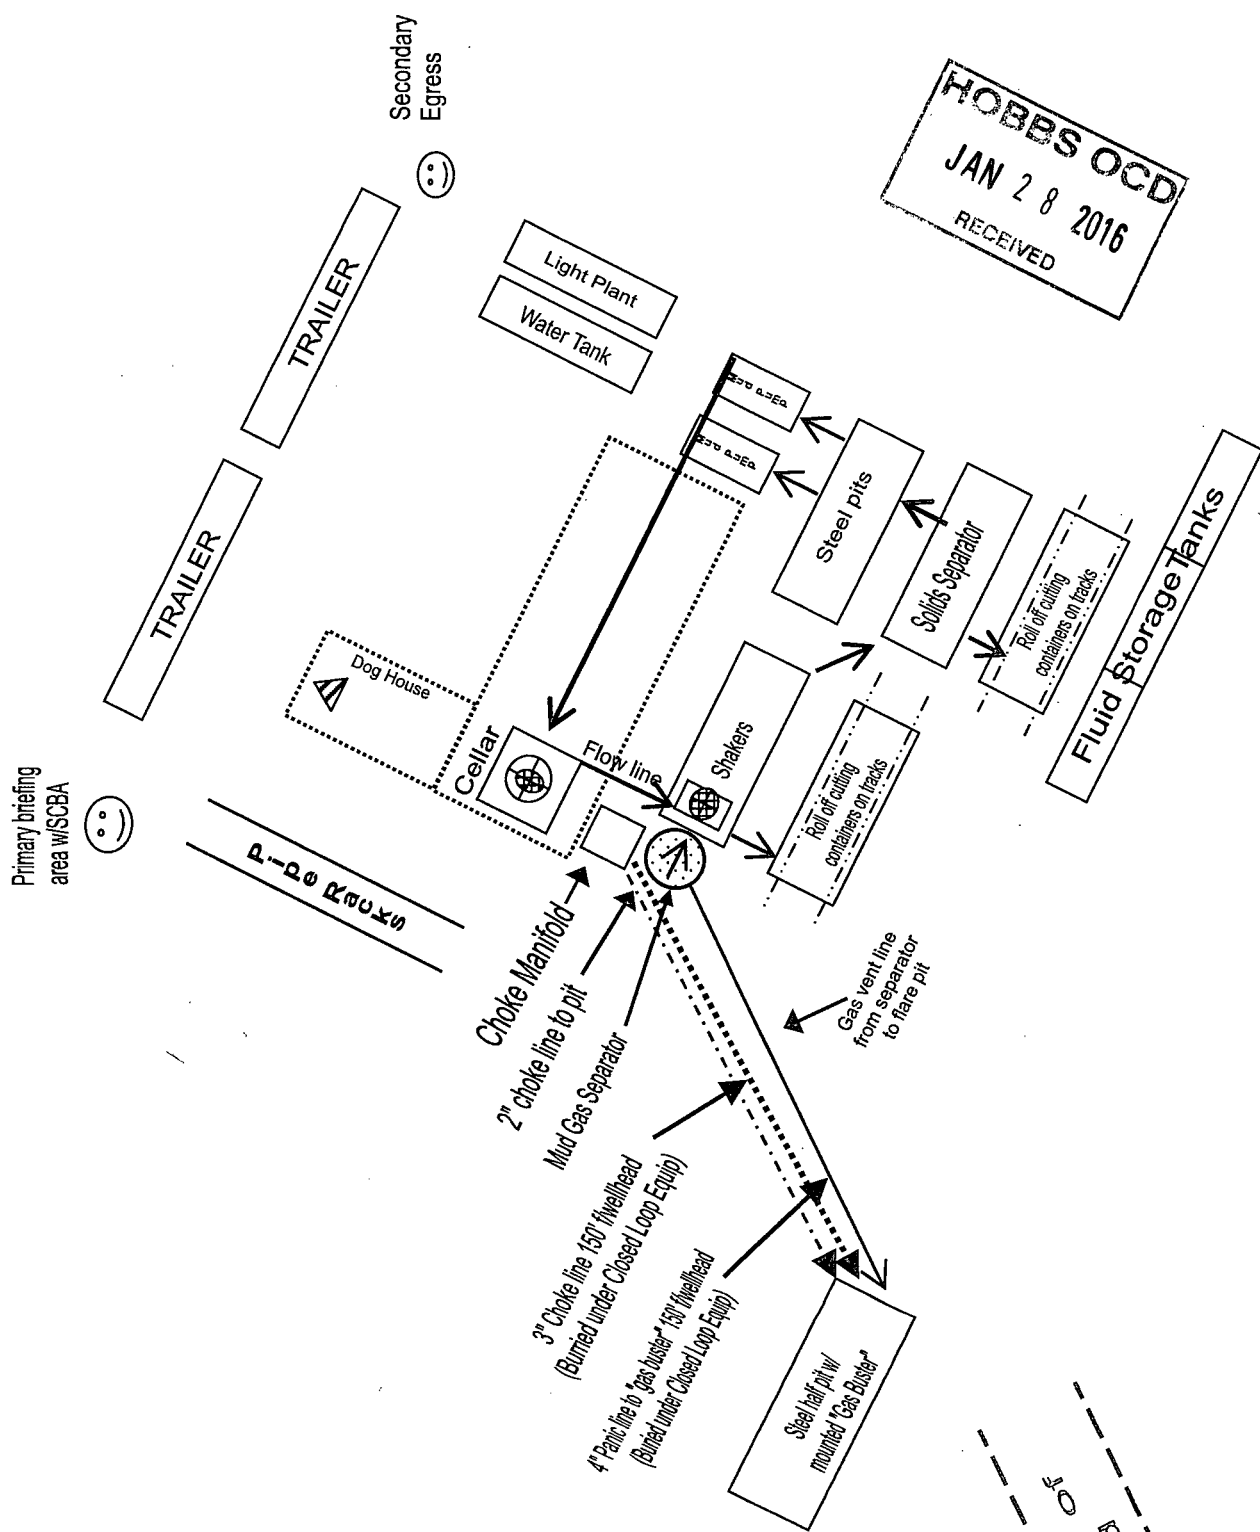 Secondary
Egress
HOBBS OCD
JAN 28 2016
RECEIVED
TRAILER
Light Plant
Water Tank
TRAILER
Mud
Mud
Dog House
Steel pits
Solids Separator
Cellar
Flow line
Shakers
Roll off cutting
containers on tracks
Roll off cutting
containers on tracks
Fluid Storage Tanks
Primary briefing
area w/SCBA
Pipe Racks
Choke Manifold
2" choke line to pit
Mud Gas Separator
Gas vent line
from separator
to flare pit
3" Choke line 150' f/wellhead
(Burried under Closed Loop Equip)
4" Panic line to "gas buster" 150' f/wellhead
(Buried under Closed Loop Equip)
Steel half pit w/
mounted "Gas Buster"
of